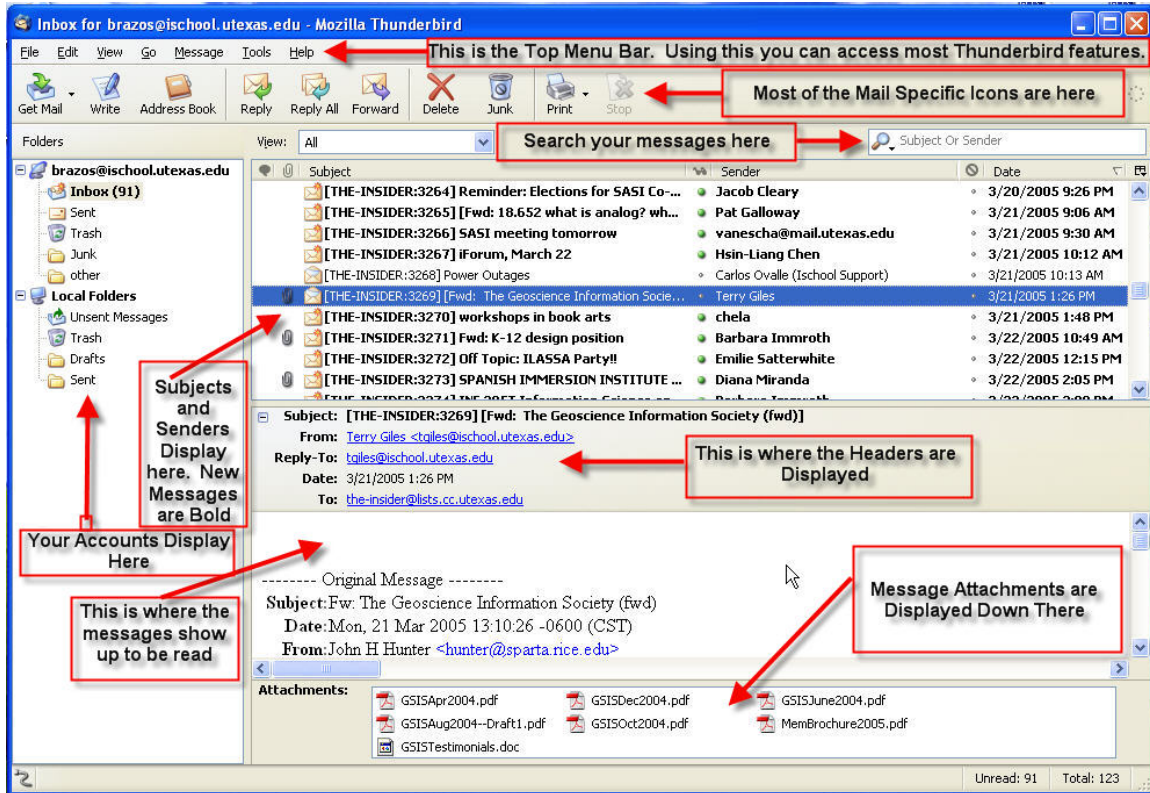 Inbox for brazos@ischool.utexas.edu - Mozilla Thunderbird
File Edit View Go Message Tools Help
This is the Top Menu Bar. Using this you can access most Thunderbird features.
Get Mail Write Address Book Reply Reply All Forward Delete Junk Print Stop
Most of the Mail Specific Icons are here
Folders
View: All
Search your messages here
Subject Or Sender
brazos@ischool.utexas.edu
Inbox (91)
Sent
Trash
Junk
other
Local Folders
Unsent Messages
Trash
Drafts
Sent
Subject Sender Date
[THE-INSIDER:3264] Reminder: Elections for SASI Co-... Jacob Cleary 3/20/2005 9:26 PM
[THE-INSIDER:3265] [Fwd: 18.652 what is analog? wh... Pat Galloway 3/21/2005 9:06 AM
[THE-INSIDER:3266] SASI meeting tomorrow vanescha@mail.utexas.edu 3/21/2005 9:30 AM
[THE-INSIDER:3267] iForum, March 22 Hsin-Liang Chen 3/21/2005 10:12 AM
[THE-INSIDER:3268] Power Outages Carlos Ovalle (Ischool Support) 3/21/2005 10:13 AM
[THE-INSIDER:3269] [Fwd: The Geoscience Information Socie... Terry Giles 3/21/2005 1:26 PM
[THE-INSIDER:3270] workshops in book arts chela 3/21/2005 1:48 PM
[THE-INSIDER:3271] Fwd: K-12 design position Barbara Immroth 3/22/2005 10:49 AM
[THE-INSIDER:3272] Off Topic: ILASSA Party!! Emilie Satterwhite 3/22/2005 12:15 PM
[THE-INSIDER:3273] SPANISH IMMERSION INSTITUTE ... Diana Miranda 3/22/2005 2:05 PM
Subjects
and
Senders
Display
here. New
Messages
are Bold
Your Accounts Display
Here
This is where the
messages show
up to be read
Subject: [THE-INSIDER:3269] [Fwd: The Geoscience Information Society (fwd)]
From: Terry Giles <tgiles@ischool.utexas.edu>
Reply-To: tgiles@ischool.utexas.edu
Date: 3/21/2005 1:26 PM
To: the-insider@lists.cc.utexas.edu
This is where the Headers are
Displayed
-------- Original Message --------
Subject:Fw: The Geoscience Information Society (fwd)
Date:Mon, 21 Mar 2005 13:10:26 -0600 (CST)
From:John H Hunter <hunter@sparta.rice.edu>
Message Attachments are
Displayed Down There
Attachments:
GSISApr2004.pdf GSISDec2004.pdf GSISJune2004.pdf
GSISAug2004--Draft1.pdf GSISOct2004.pdf MemBrochure2005.pdf
GSISTestimonials.doc
Unread: 91 Total: 123